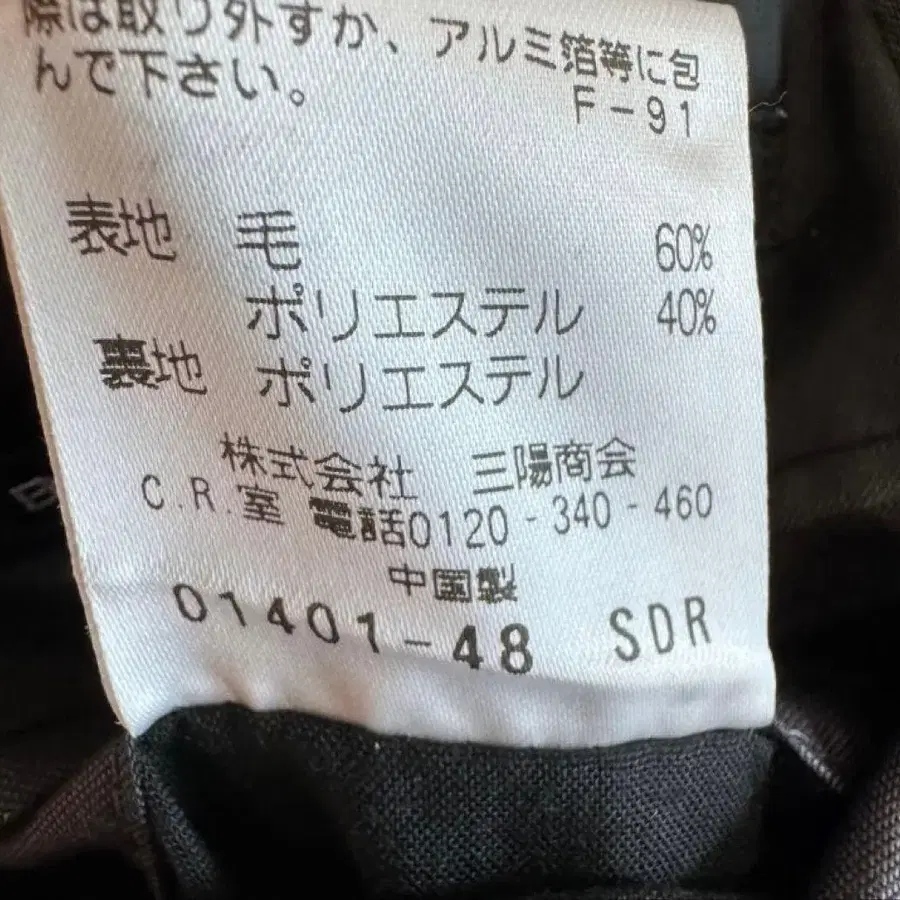 際は取り外すか、アルミ箔等に包
んで下さい。
F-91
表地 毛 60%
ポリエステル 40%
裏地 ポリエステル
株式会社 三陽商会
C.R.室 電話0120-340-460
中国製
01401-48 SDR